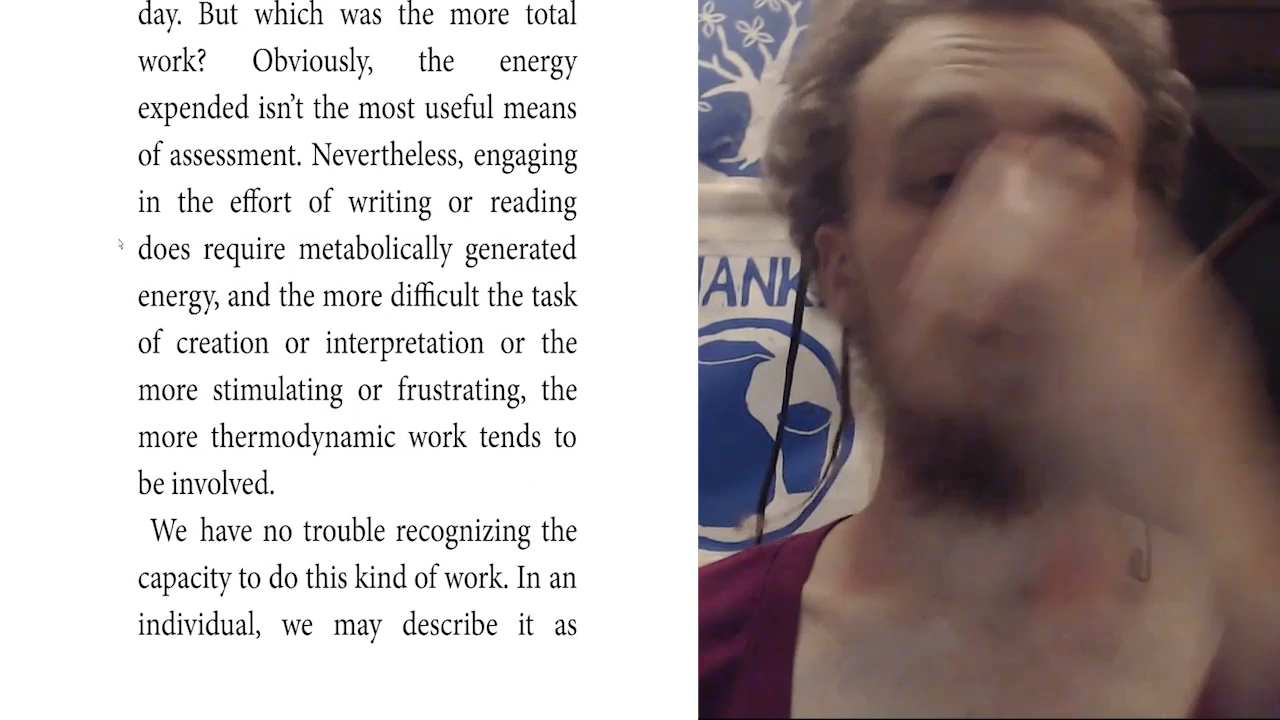 day. But which was the more total
work? Obviously, the energy
expended isn’t the most useful means
of assessment. Nevertheless, engaging
in the effort of writing or reading
does require metabolically generated
energy, and the more difficult the task
of creation or interpretation or the
more stimulating or frustrating, the
more thermodynamic work tends to
be involved.
We have no trouble recognizing the
capacity to do this kind of work. In an
individual, we may describe it as